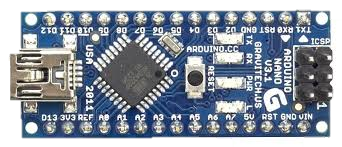 D12 D11 D10 D9 D8 D7 D6 D5 D4 D3 D2 GND RST RX0 TX1
ARDUINO.CC
USA
2011
TX
RX
PWR
L
RESET
GRAVITECH.US
ARDUINO
NANO
V3.1
G
ICSP
1
D13 3V3 REF A0 A1 A2 A3 A4 A5 A6 A7 5V RST GND VIN